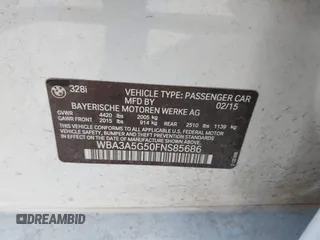 328i
VEHICLE TYPE: PASSENGER CAR
BAYERISCHE MOTOREN WERKE AG 02/15
GVWR 4420 lbs 2005 kg
GAWR FRONT 2015 lbs 914 kg REAR 2510 lbs 1139 kg
THIS VEHICLE CONFORMS TO ALL APPLICABLE U.S. FEDERAL MOTOR
VEHICLE SAFETY, BUMPER, AND THEFT PREVENTION STANDARDS IN
EFFECT ON THE DATE OF MANUFACTURE SHOWN ABOVE.
WBA3A5G50FNS85686
DREAMBID